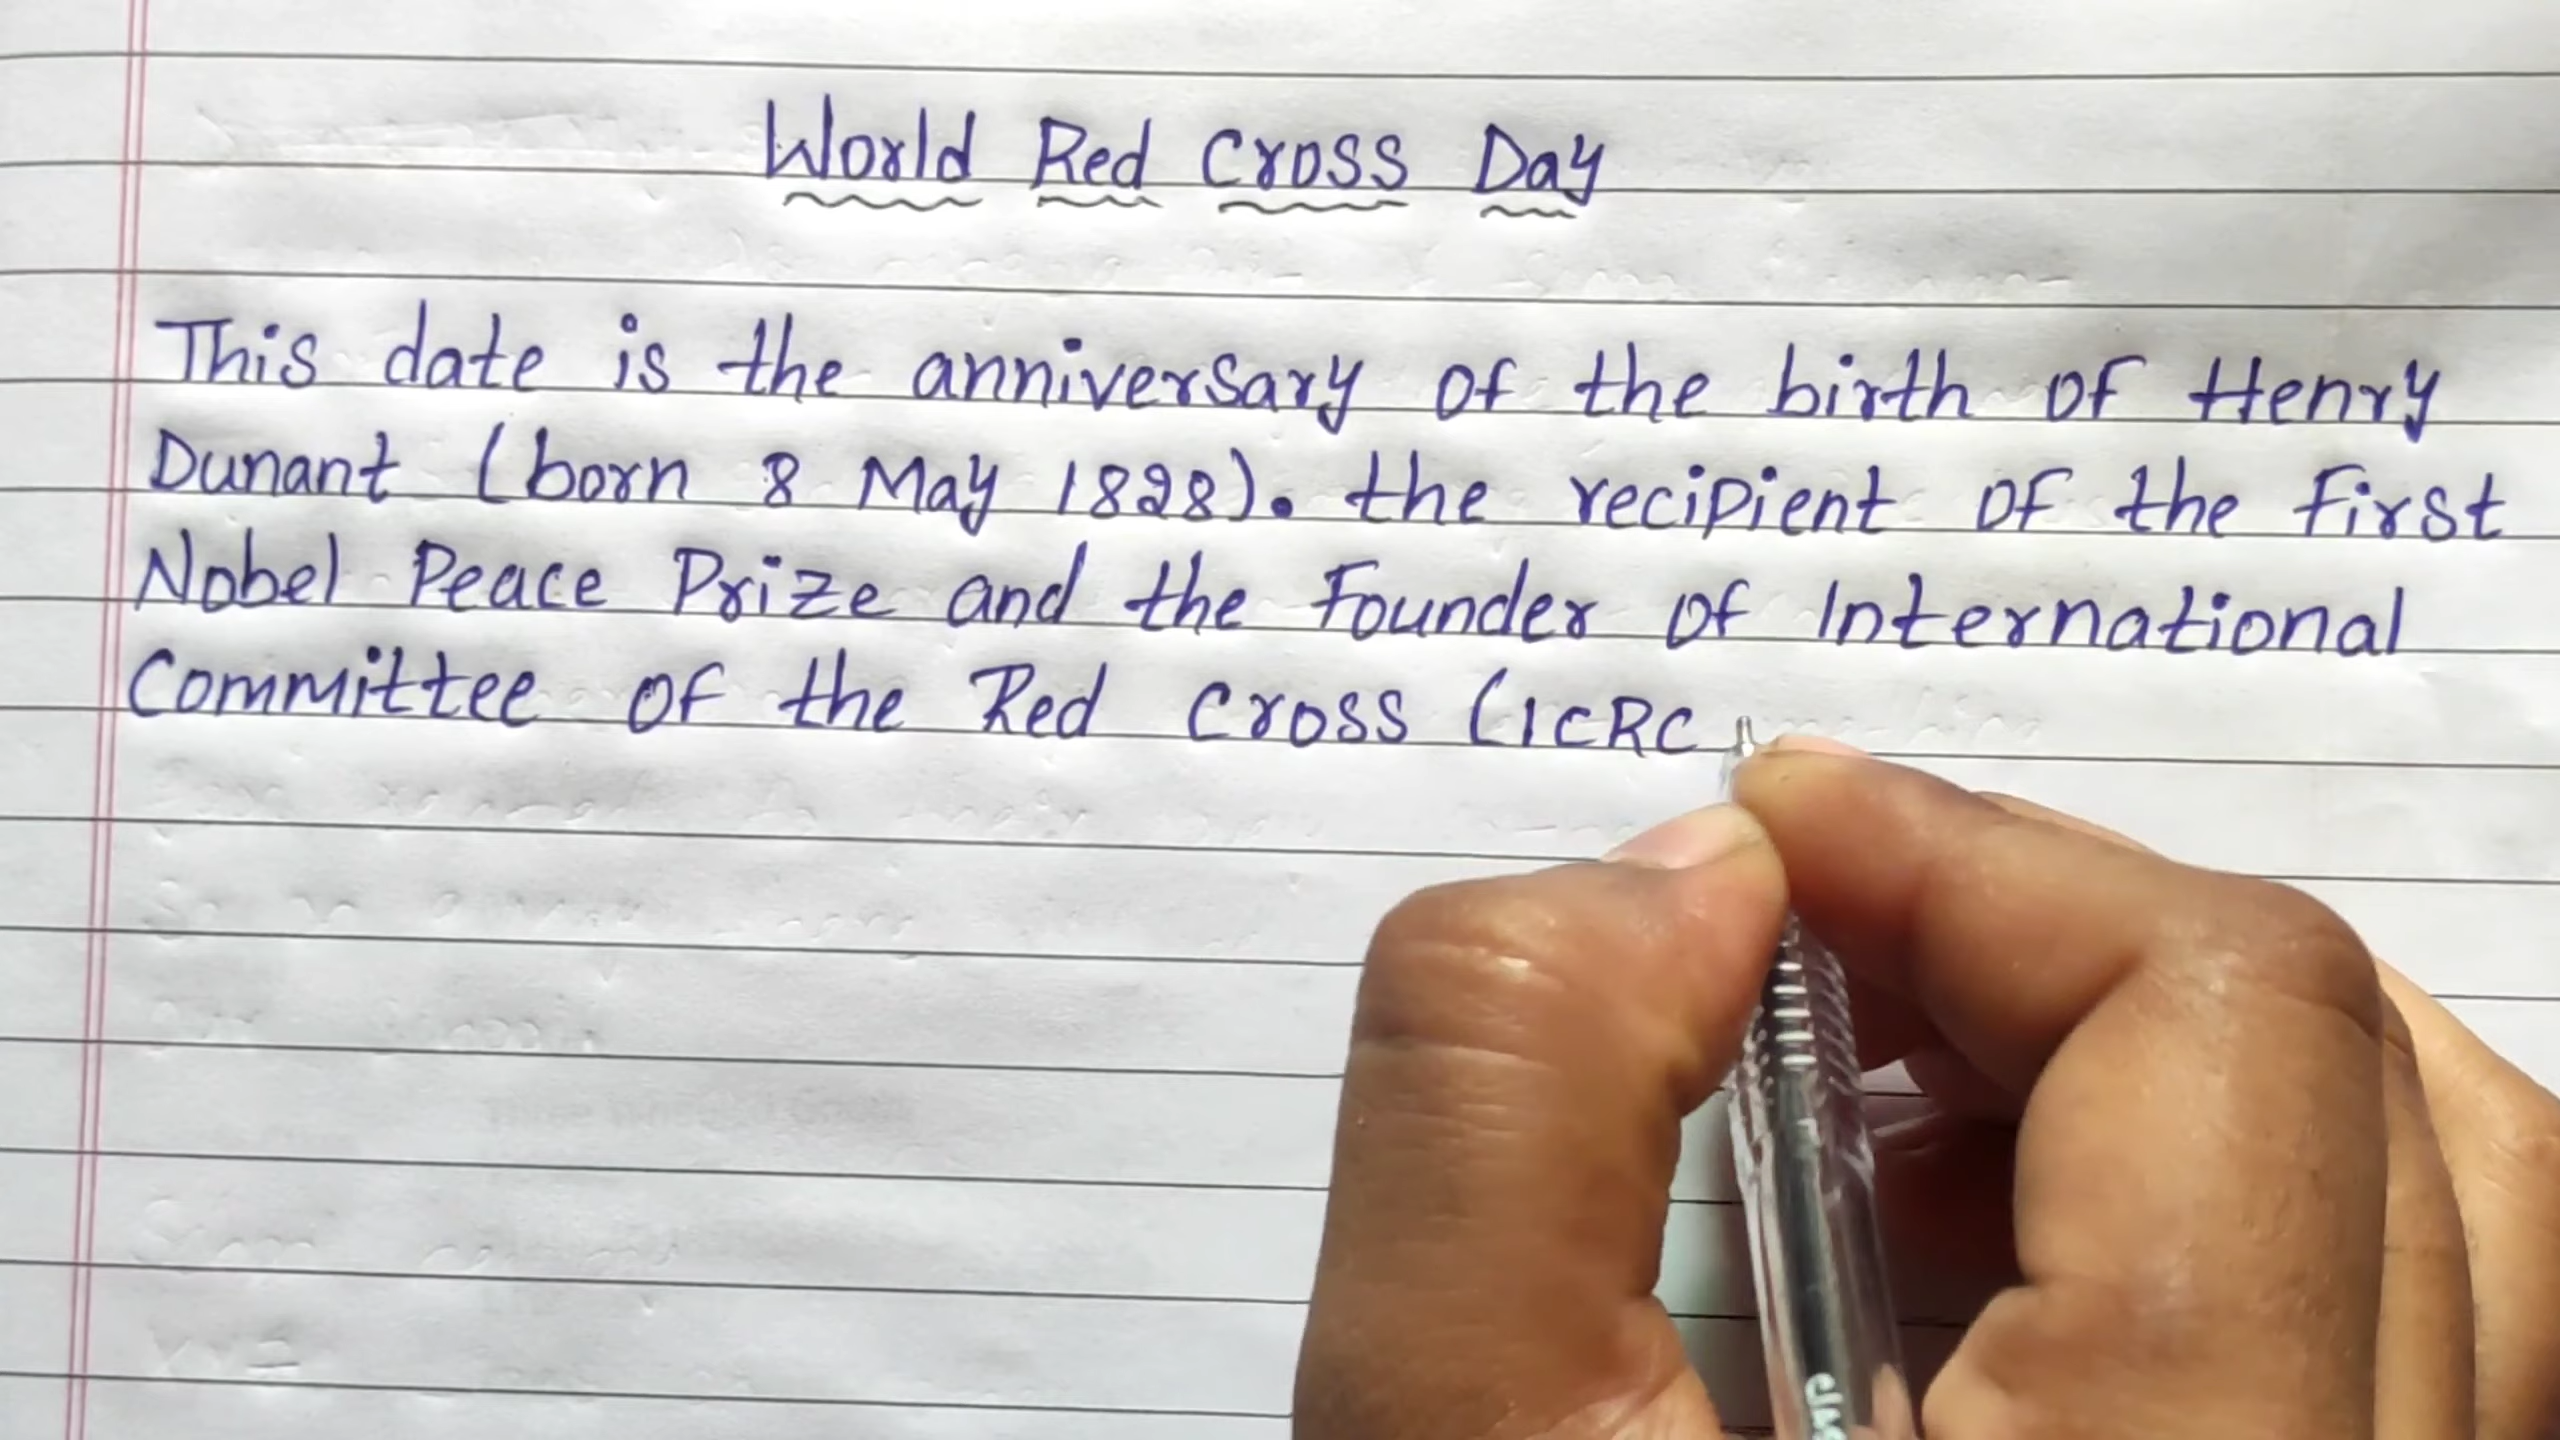 World Red Cross Day
This date is the anniversary of the birth of Henry
Dunant (born 8 May 1828). the recipient of the first
Nobel Peace Prize and the Founder of International
Committee of the Red Cross (ICRC